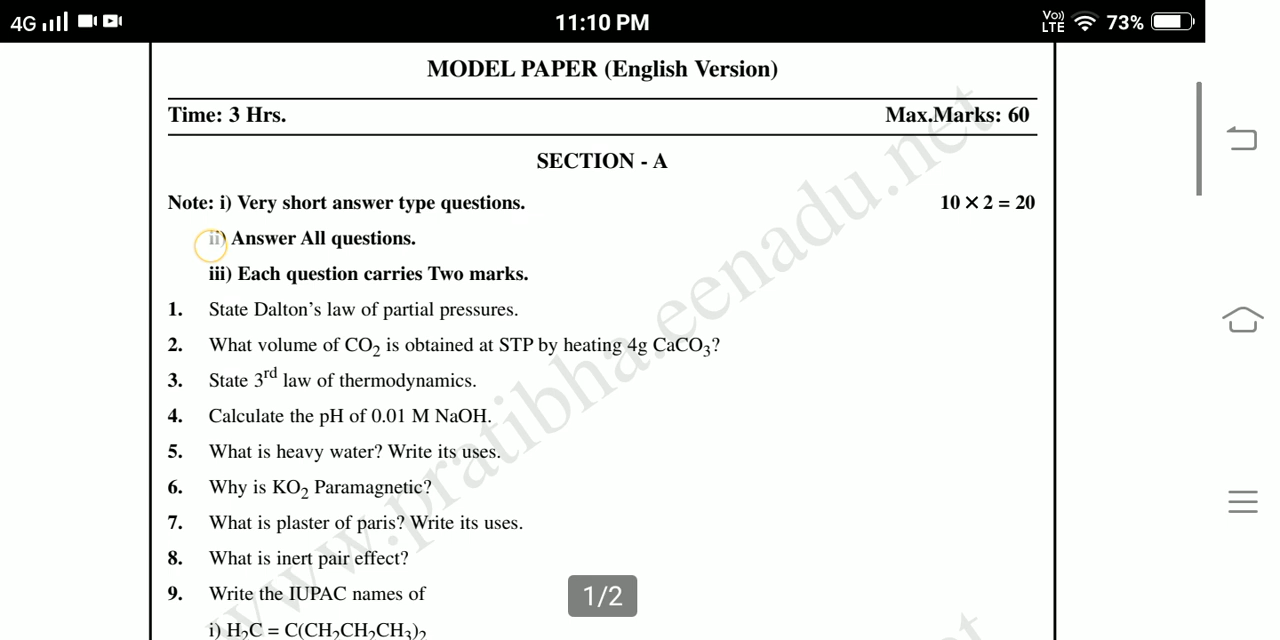 4G 11:10 PM Vo)) LTE 73%
MODEL PAPER (English Version)
Time: 3 Hrs. Max.Marks: 60
SECTION - A
Note: i) Very short answer type questions. 10 × 2 = 20
ii) Answer All questions.
iii) Each question carries Two marks.
1. State Dalton's law of partial pressures.
2. What volume of CO₂ is obtained at STP by heating 4g CaCO₃?
3. State 3rd law of thermodynamics.
4. Calculate the pH of 0.01 M NaOH.
5. What is heavy water? Write its uses.
6. Why is KO₂ Paramagnetic?
7. What is plaster of paris? Write its uses.
8. What is inert pair effect?
9. Write the IUPAC names of
i) H₂C = C(CH₂CH₂CH₃)₂
1/2
www.pratibha.eenadu.net